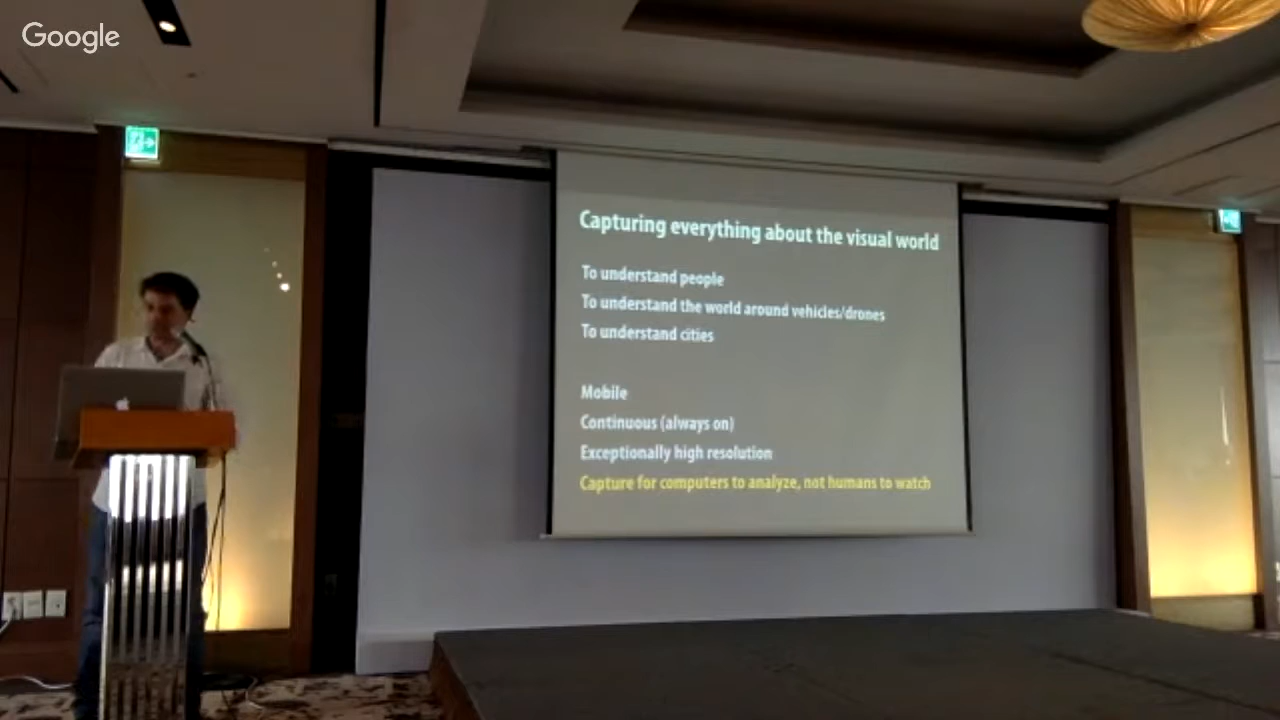 Google
Capturing everything about the visual world
To understand people
To understand the world around vehicles/drones
To understand cities
Mobile
Continuous (always on)
Exceptionally high resolution
Capture for computers to analyze, not humans to watch